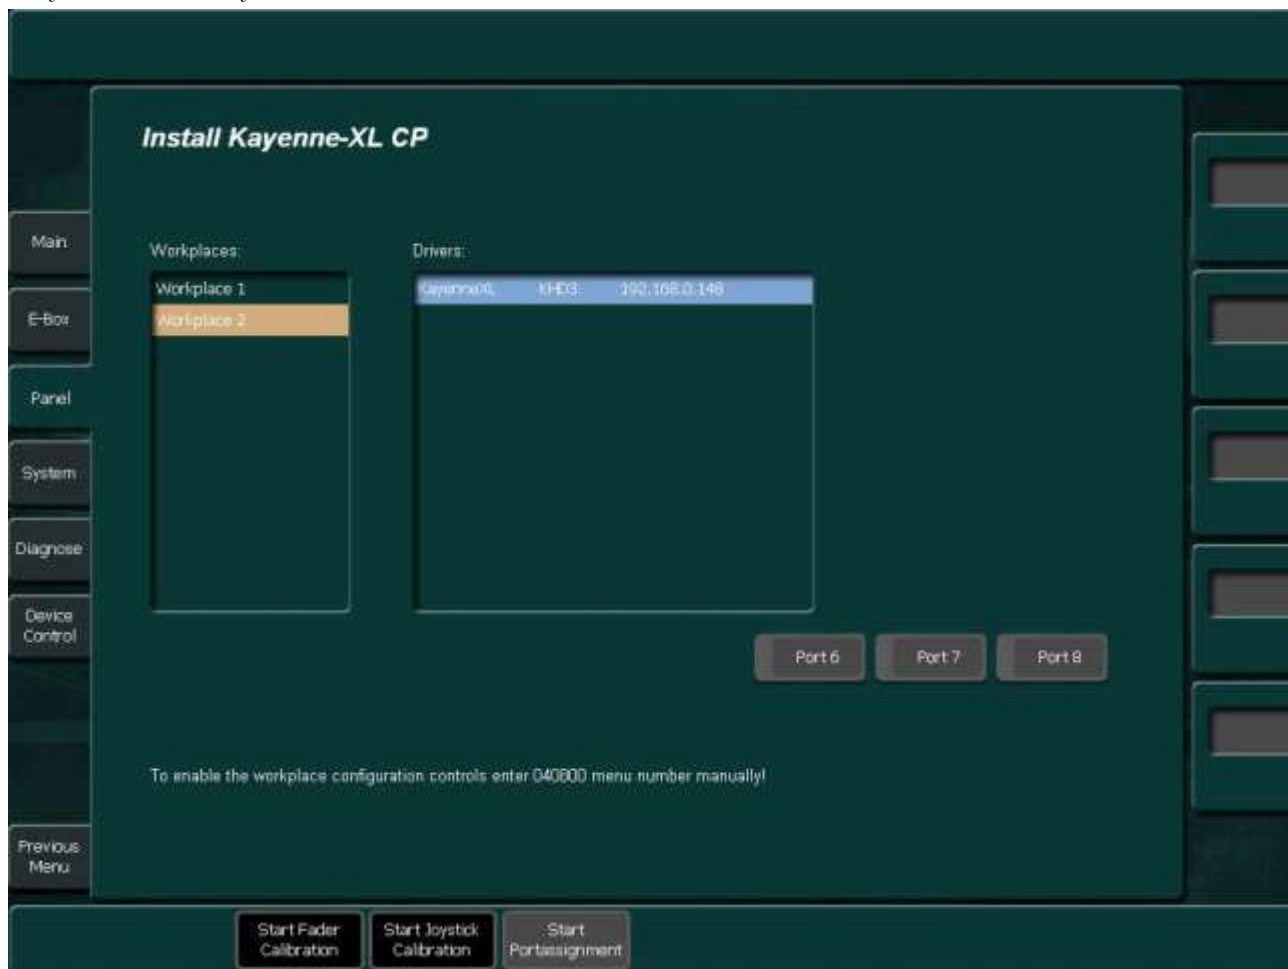 Install Kayenne-XL CP
Main
E-Box
Panel
System
Diagnose
Device
Control
Previous
Menu
Workplaces:
Workplace 1
Workplace 2
Drivers:
KayenneXL KHD3 192.168.0.148
Port 6 Port 7 Port 8
To enable the workplace configuration controls enter 040800 menu number manually!
Start Fader
Calibration
Start Joystick
Calibration
Start
Portassignment